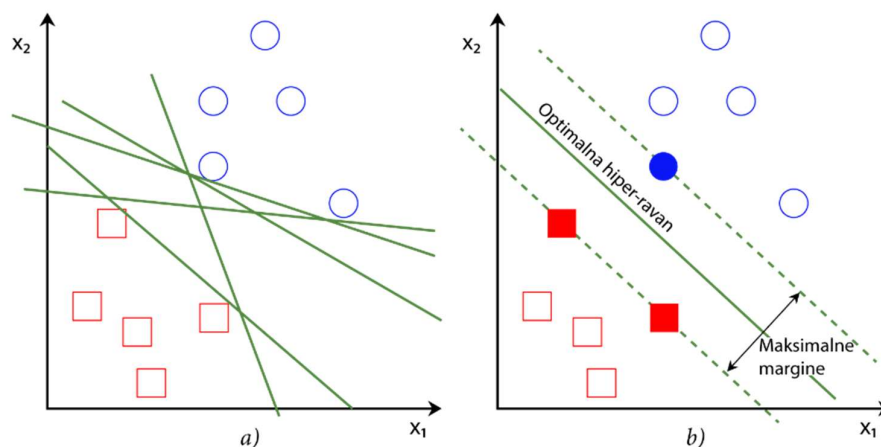 x₂
x₁
a)
x₂
Optimalna hiper-ravan
Maksimalne
margine
x₁
b)